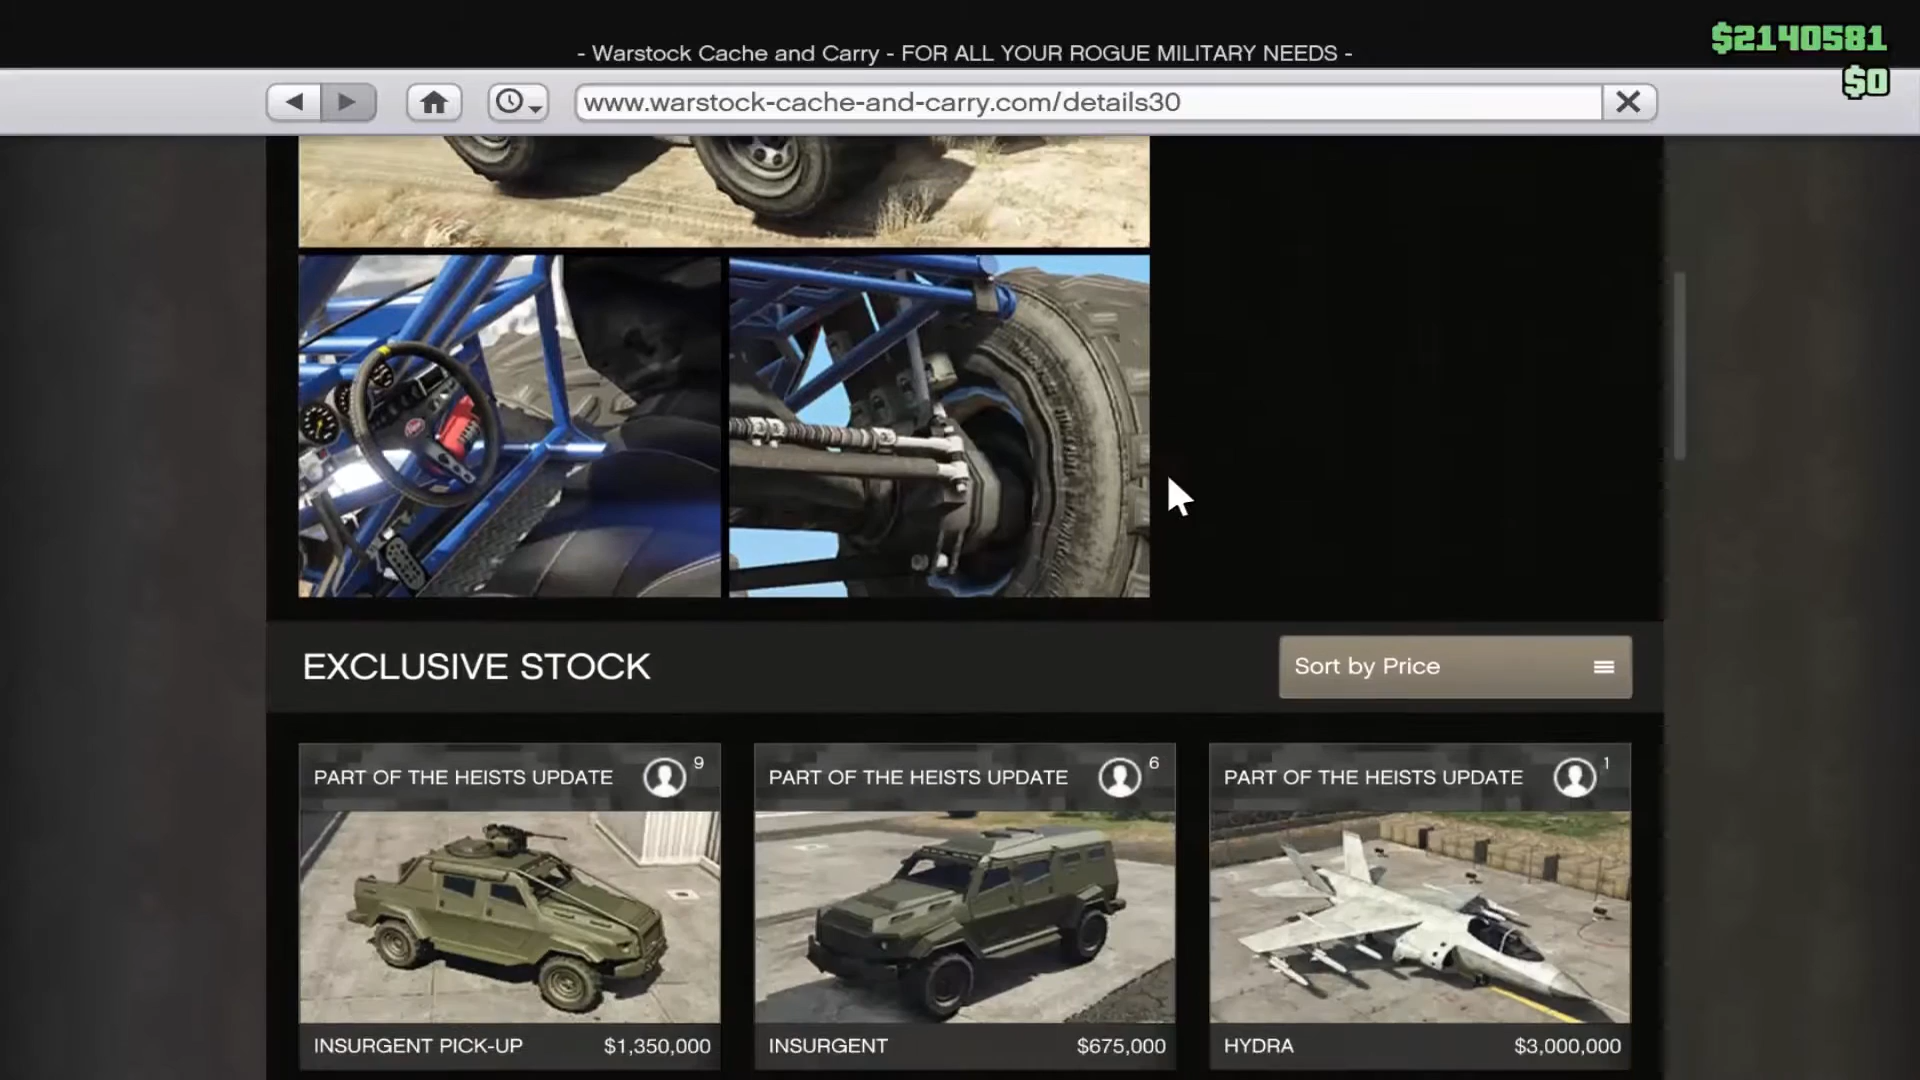 - Warstock Cache and Carry - FOR ALL YOUR ROGUE MILITARY NEEDS -
$2140581
$0
www.warstock-cache-and-carry.com/details30
EXCLUSIVE STOCK
Sort by Price
PART OF THE HEISTS UPDATE 9
PART OF THE HEISTS UPDATE 6
PART OF THE HEISTS UPDATE 1
INSURGENT PICK-UP $1,350,000
INSURGENT $675,000
HYDRA $3,000,000